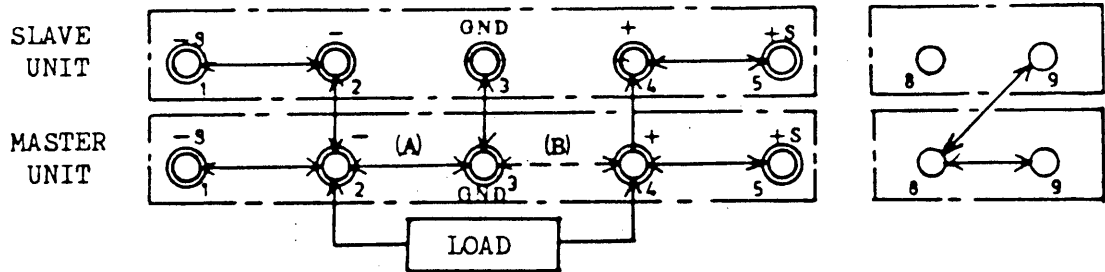 SLAVE UNIT
-S - GND + +S
1 2 3 4 5
8 9
MASTER UNIT
-S - (A) (B) + +S
1 2 3 4 5
GND
8 9
LOAD